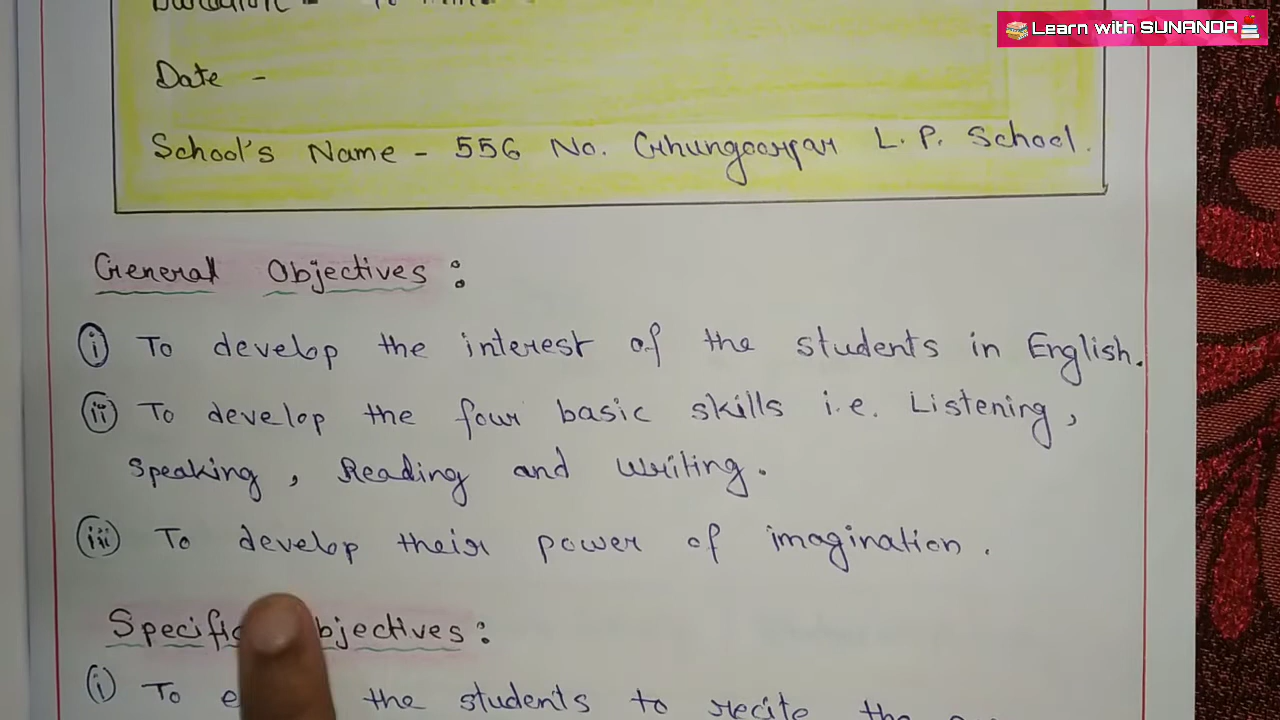 Learn with SUNANDA
Date -
School's Name - 556 No. L. P. School.
General Objectives :
(i) To develop the interest of the students in English.
(ii) To develop the four basic skills i.e. Listening,
Speaking, Reading and Writing.
(iii) To develop their power of imagination.
Specific Objectives :
(i) To the students to recite the